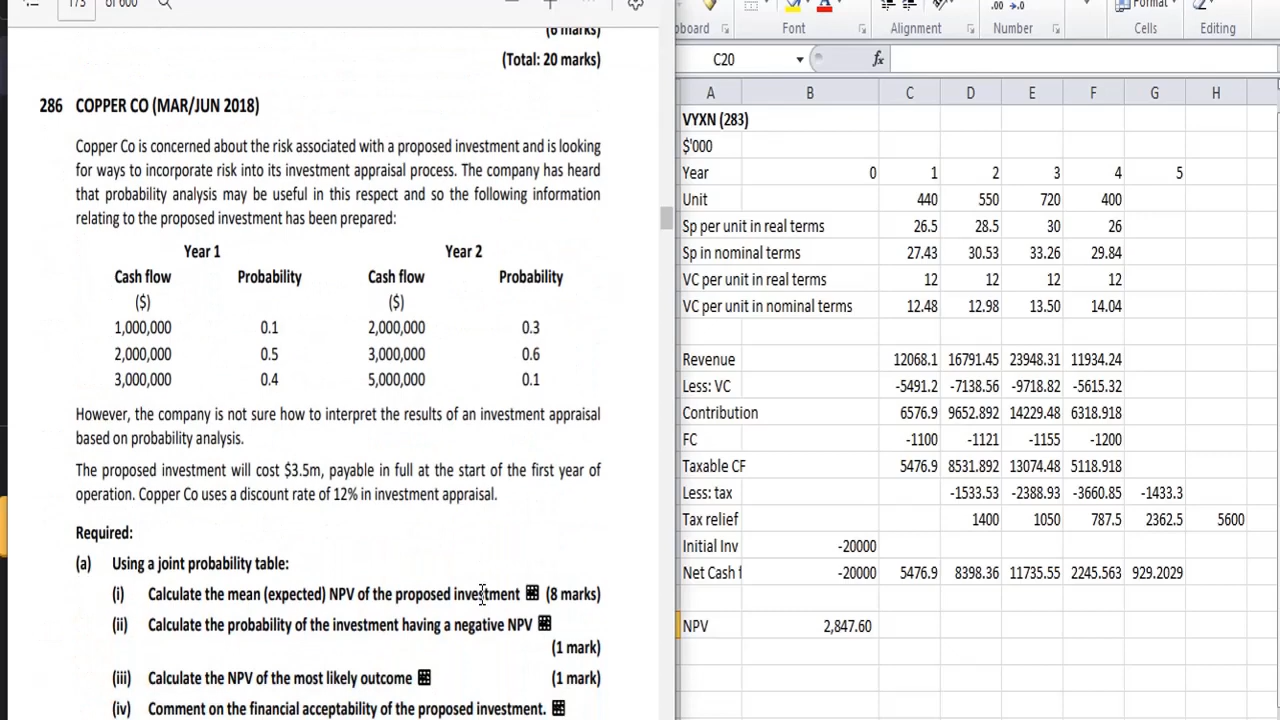 173 of 600
(6 marks)
(Total: 20 marks)
286 COPPER CO (MAR/JUN 2018)
Copper Co is concerned about the risk associated with a proposed investment and is looking
for ways to incorporate risk into its investment appraisal process. The company has heard
that probability analysis may be useful in this respect and so the following information
relating to the proposed investment has been prepared:
Year 1 Year 2
Cash flow Probability Cash flow Probability
($) ($)
1,000,000 0.1 2,000,000 0.3
2,000,000 0.5 3,000,000 0.6
3,000,000 0.4 5,000,000 0.1
However, the company is not sure how to interpret the results of an investment appraisal
based on probability analysis.
The proposed investment will cost $3.5m, payable in full at the start of the first year of
operation. Copper Co uses a discount rate of 12% in investment appraisal.
Required:
(a) Using a joint probability table:
(i) Calculate the mean (expected) NPV of the proposed investment (8 marks)
(ii) Calculate the probability of the investment having a negative NPV
(1 mark)
(iii) Calculate the NPV of the most likely outcome (1 mark)
(iv) Comment on the financial acceptability of the proposed investment.
Format
board Font Alignment Number Cells Editing
C20 fx
A B C D E F G H
VYXN (283)
$'000
Year 0 1 2 3 4 5
Unit 440 550 720 400
Sp per unit in real terms 26.5 28.5 30 26
Sp in nominal terms 27.43 30.53 33.26 29.84
VC per unit in real terms 12 12 12 12
VC per unit in nominal terms 12.48 12.98 13.50 14.04
Revenue 12068.1 16791.45 23948.31 11934.24
Less: VC -5491.2 -7138.56 -9718.82 -5615.32
Contribution 6576.9 9652.892 14229.48 6318.918
FC -1100 -1121 -1155 -1200
Taxable CF 5476.9 8531.892 13074.48 5118.918
Less: tax -1533.53 -2388.93 -3660.85 -1433.3
Tax relief 1400 1050 787.5 2362.5 5600
Initial Inv -20000
Net Cash f -20000 5476.9 8398.36 11735.55 2245.563 929.2029
NPV 2,847.60